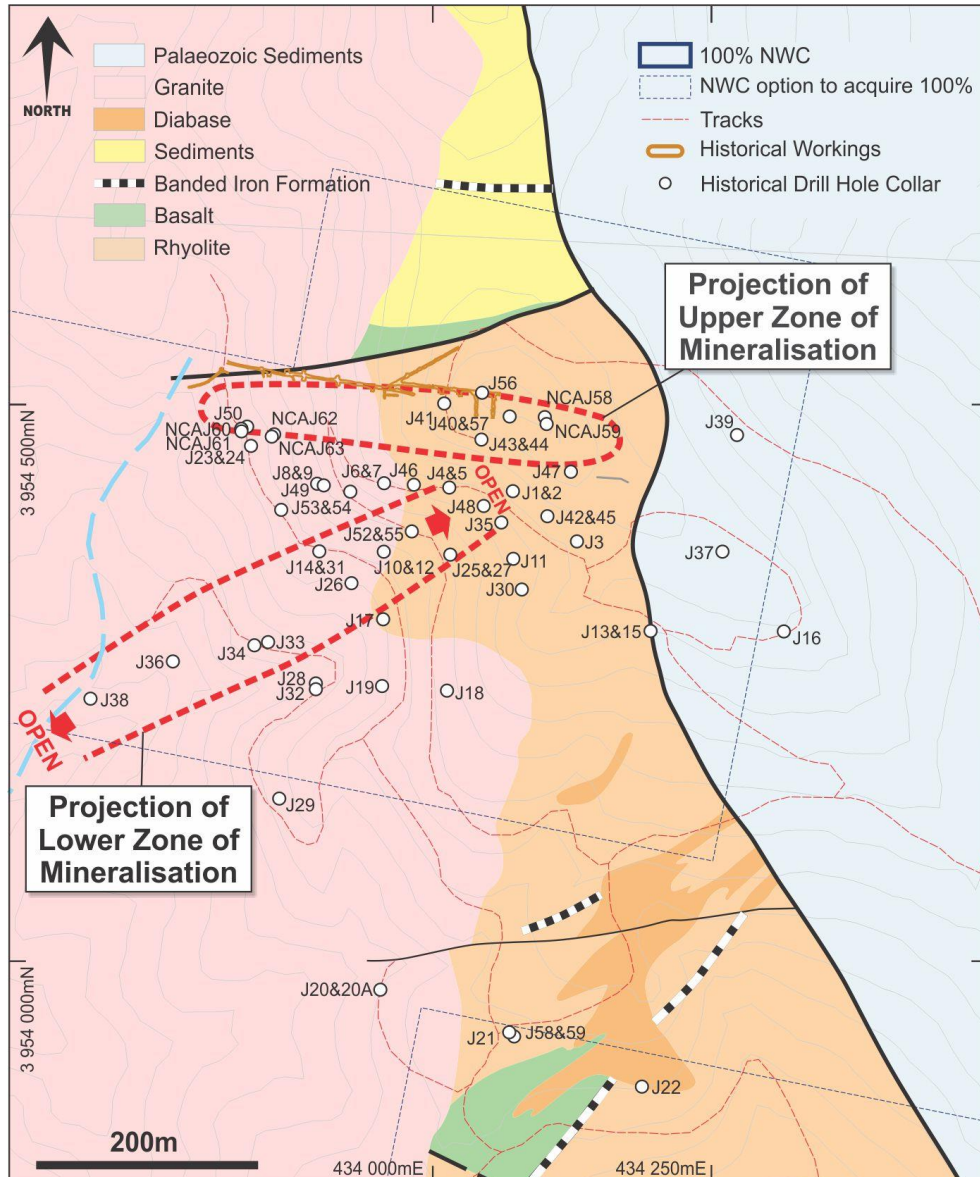 NORTH
Palaeozoic Sediments
Granite
Diabase
Sediments
Banded Iron Formation
Basalt
Rhyolite
100% NWC
NWC option to acquire 100%
Tracks
Historical Workings
Historical Drill Hole Collar
Projection of
Upper Zone of
Mineralisation
J56
NCAJ58
J41
J40&57
NCAJ59
J43&44
J39
J50
NCAJ62
NCAJ60
NCAJ61
NCAJ63
J23&24
3 954 500mN
J8&9
J6&7
J46
J4&5
J47
J49
J1&2
OPEN
J53&54
J48
J35
J42&45
J52&55
J3
J37
J14&31
J10&12
J25&27
J11
J26
J30
J17
J13&15
J16
J33
J34
J36
J28
J32
J19
J18
J38
OPEN
J29
Projection of
Lower Zone of
Mineralisation
J20&20A
3 954 000mN
J21
J58&59
J22
200m
434 000mE
434 250mE